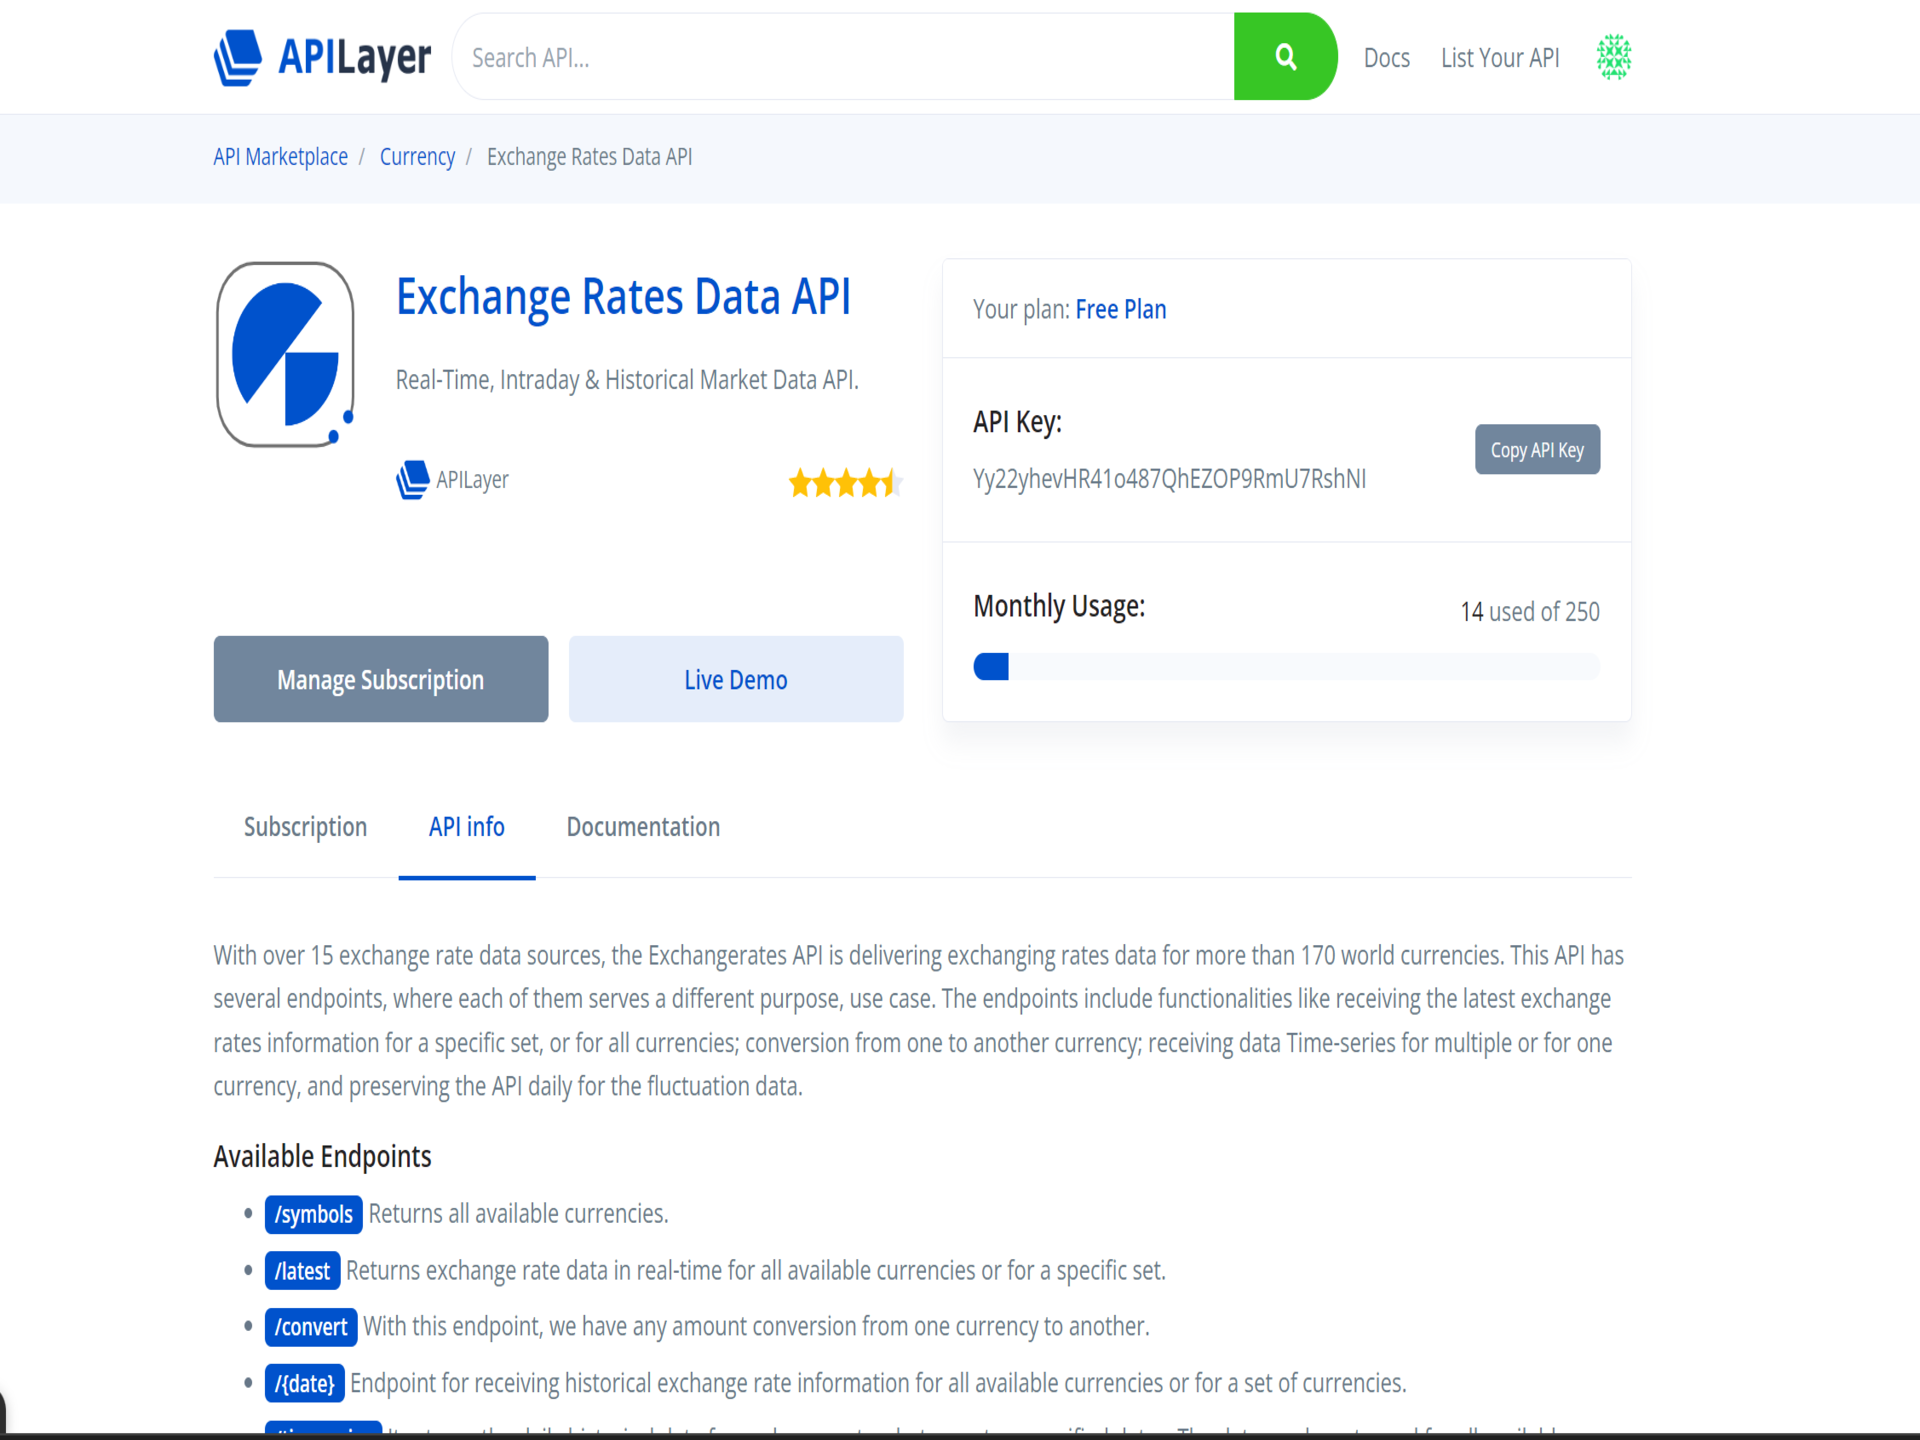 APILayer
Search API...
Docs
List Your API
API Marketplace / Currency / Exchange Rates Data API
Exchange Rates Data API
Real-Time, Intraday & Historical Market Data API.
APILayer
Manage Subscription
Live Demo
Your plan: Free Plan
API Key:
Yy22yhevHR41o487QhEZOP9RmU7RshNI
Copy API Key
Monthly Usage:
14 used of 250
Subscription
API info
Documentation
With over 15 exchange rate data sources, the Exchangerates API is delivering exchanging rates data for more than 170 world currencies. This API has
several endpoints, where each of them serves a different purpose, use case. The endpoints include functionalities like receiving the latest exchange
rates information for a specific set, or for all currencies; conversion from one to another currency; receiving data Time-series for multiple or for one
currency, and preserving the API daily for the fluctuation data.
Available Endpoints
/symbols Returns all available currencies.
/latest Returns exchange rate data in real-time for all available currencies or for a specific set.
/convert With this endpoint, we have any amount conversion from one currency to another.
/{date} Endpoint for receiving historical exchange rate information for all available currencies or for a set of currencies.